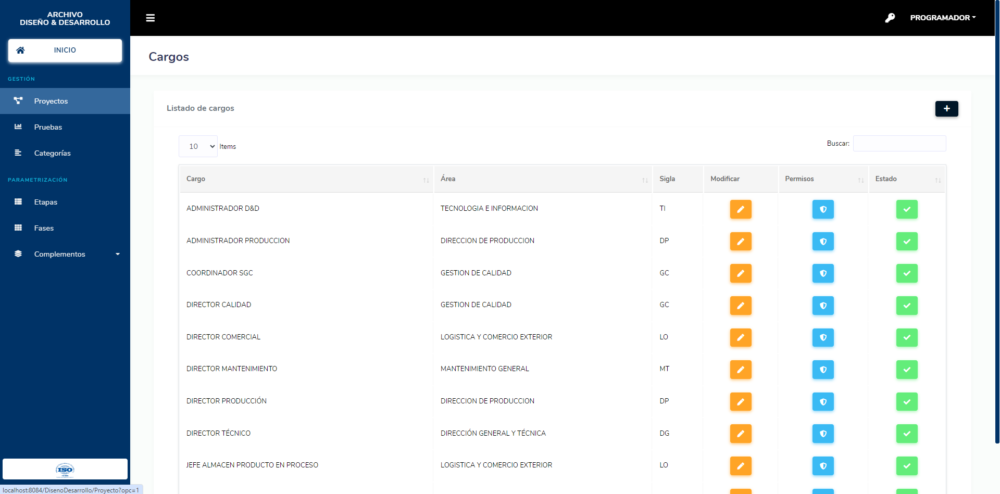 ARCHIVO
DISEÑO & DESARROLLO
INICIO
GESTIÓN
Proyectos
Pruebas
Categorías
PARAMETRIZACIÓN
Etapas
Fases
Complementos
ISO
localhost:8084/DisenoDesarrollo/Proyecto?opc=1
PROGRAMADOR
Cargos
Listado de cargos
10 Items
Buscar:
Cargo Área Sigla Modificar Permisos Estado
ADMINISTRADOR D&D TECNOLOGIA E INFORMACION TI
ADMINISTRADOR PRODUCCION DIRECCION DE PRODUCCION DP
COORDINADOR SGC GESTION DE CALIDAD GC
DIRECTOR CALIDAD GESTION DE CALIDAD GC
DIRECTOR COMERCIAL LOGISTICA Y COMERCIO EXTERIOR LO
DIRECTOR MANTENIMIENTO MANTENIMIENTO GENERAL MT
DIRECTOR PRODUCCIÓN DIRECCION DE PRODUCCION DP
DIRECTOR TÉCNICO DIRECCIÓN GENERAL Y TÉCNICA DG
JEFE ALMACEN PRODUCTO EN PROCESO LOGISTICA Y COMERCIO EXTERIOR LO